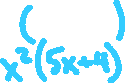 (        )
x²(5x+4)